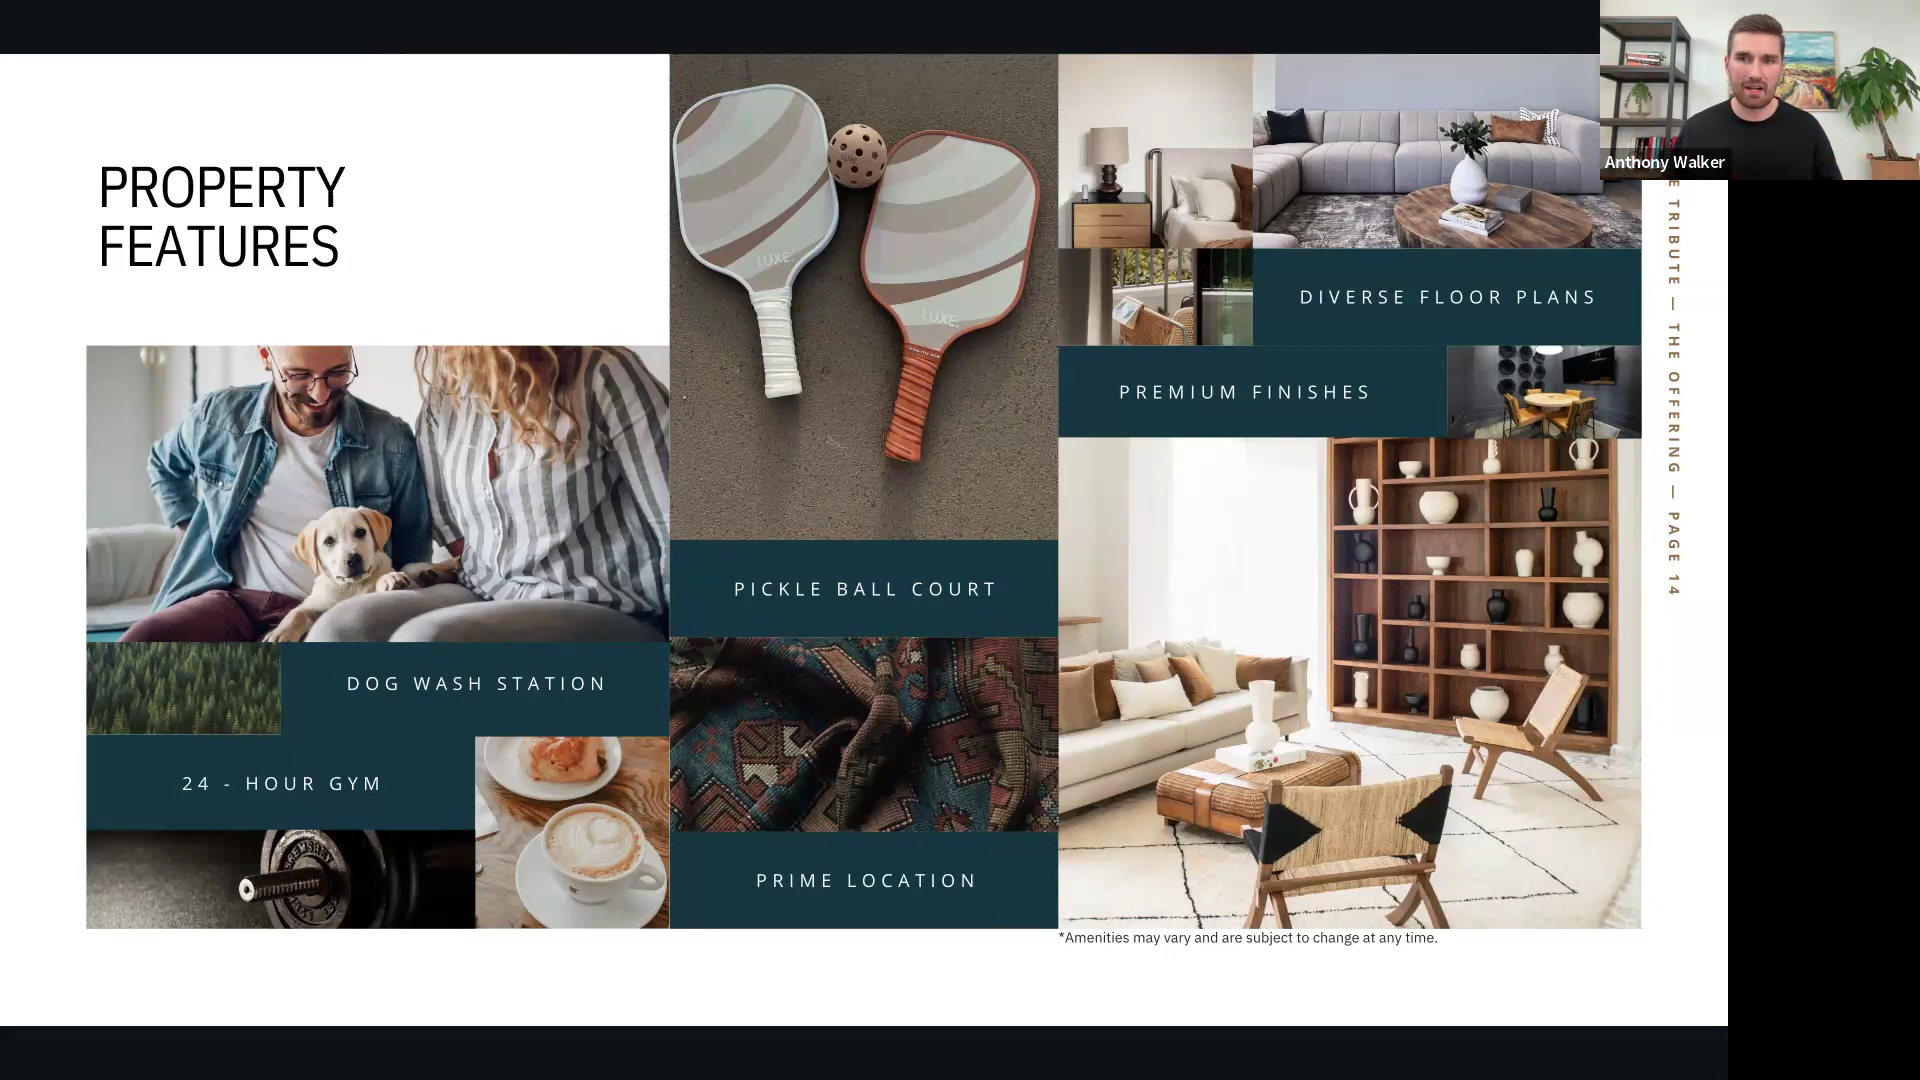 PROPERTY
FEATURES
LUXE.
LUXE.
DIVERSE FLOOR PLANS
PREMIUM FINISHES
PICKLE BALL COURT
DOG WASH STATION
24 - HOUR GYM
PRIME LOCATION
*Amenities may vary and are subject to change at any time.
E TRIBUTE — THE OFFERING — PAGE 14
Anthony Walker